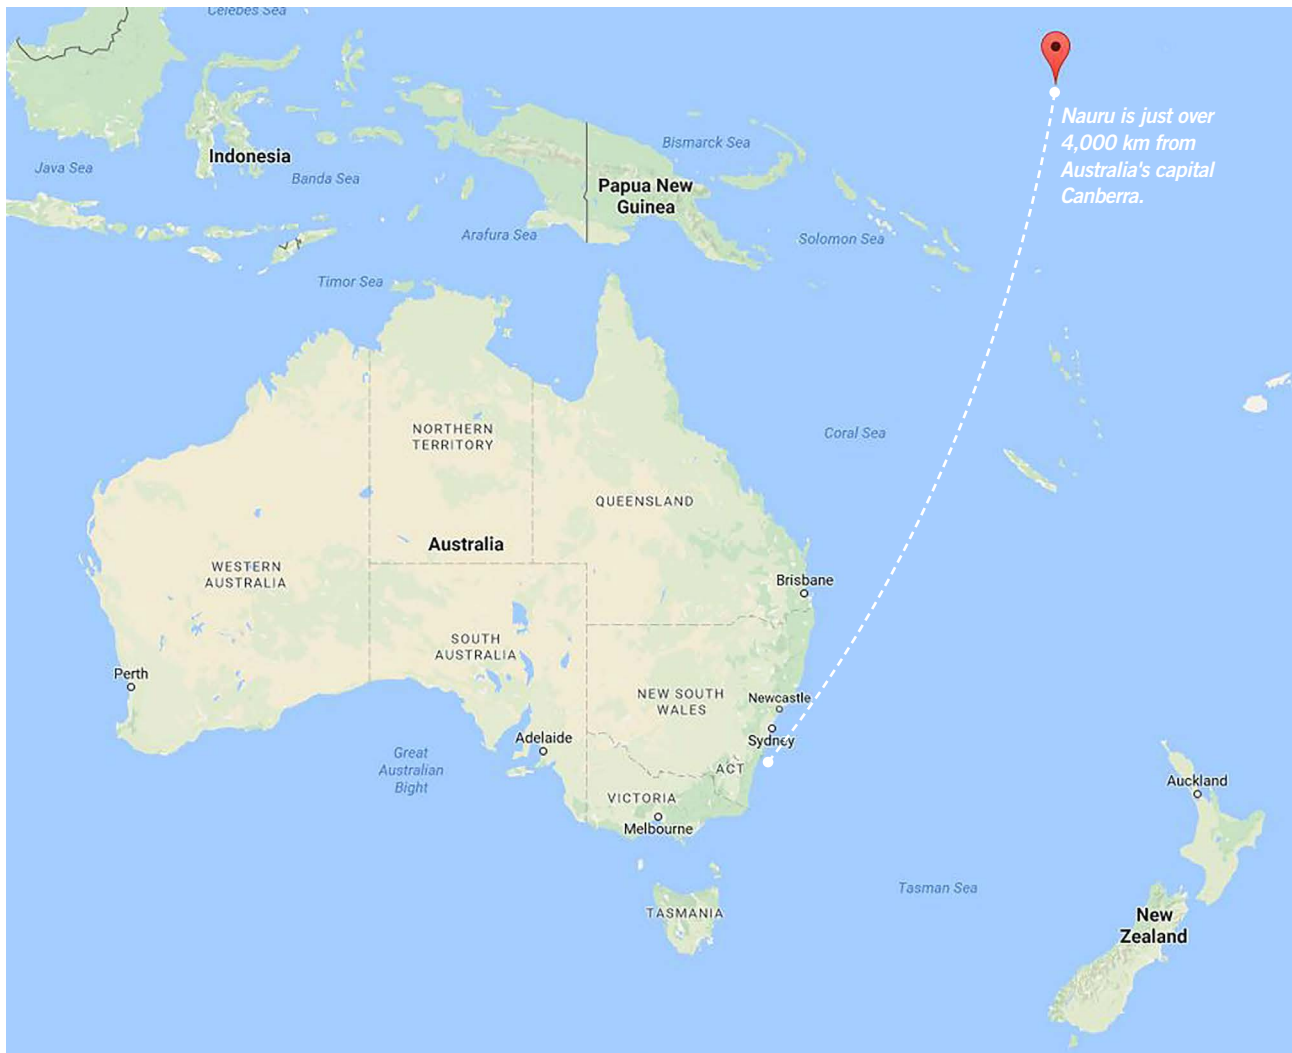 Celebes Sea
Nauru is just over
4,000 km from
Australia's capital
Canberra.
Bismarck Sea
Indonesia
Java Sea
Banda Sea
Papua New
Guinea
Arafura Sea
Solomon Sea
Timor Sea
NORTHERN
TERRITORY
Coral Sea
QUEENSLAND
Australia
WESTERN
AUSTRALIA
Brisbane
SOUTH
AUSTRALIA
Perth
NEW SOUTH
WALES
Newcastle
Adelaide
Sydney
Great
Australian
Bight
ACT
Auckland
VICTORIA
Melbourne
Tasman Sea
TASMANIA
New
Zealand